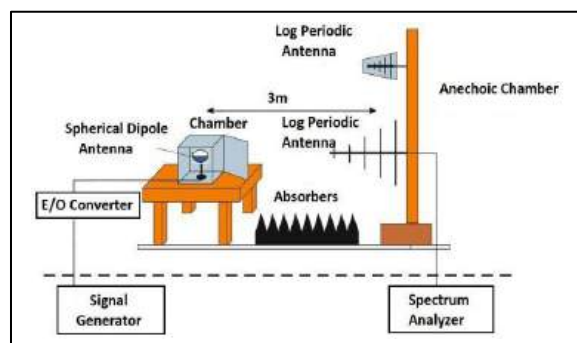 Log Periodic
Antenna
Anechoic Chamber
3m
Chamber
Log Periodic
Antenna
Spherical Dipole
Antenna
E/O Converter
Absorbers
Signal
Generator
Spectrum
Analyzer